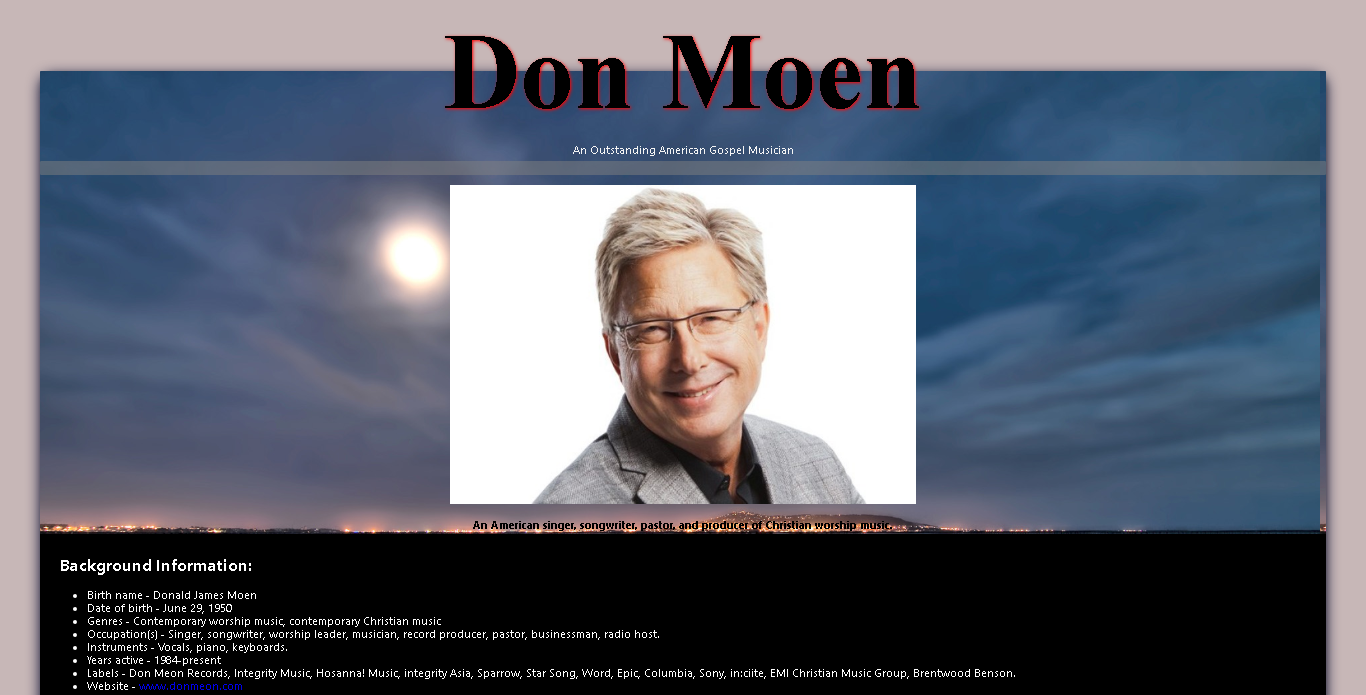 Don Moen
An Outstanding American Gospel Musician
An American singer, songwriter, pastor, and producer of Christian worship music.
Background Information:
Birth name - Donald James Moen
Date of birth - June 29, 1950
Genres - Contemporary worship music, contemporary Christian music
Occupation(s) - Singer, songwriter, worship leader, musician, record producer, pastor, businessman, radio host.
Instruments - Vocals, piano, keyboards.
Years active - 1984-present
Labels - Don Meon Records, Integrity Music, Hosanna! Music, integrity Asia, Sparrow, Star Song, Word, Epic, Columbia, Sony, in:ciite, EMI Christian Music Group, Brentwood Benson.
Website - www.donmeon.com